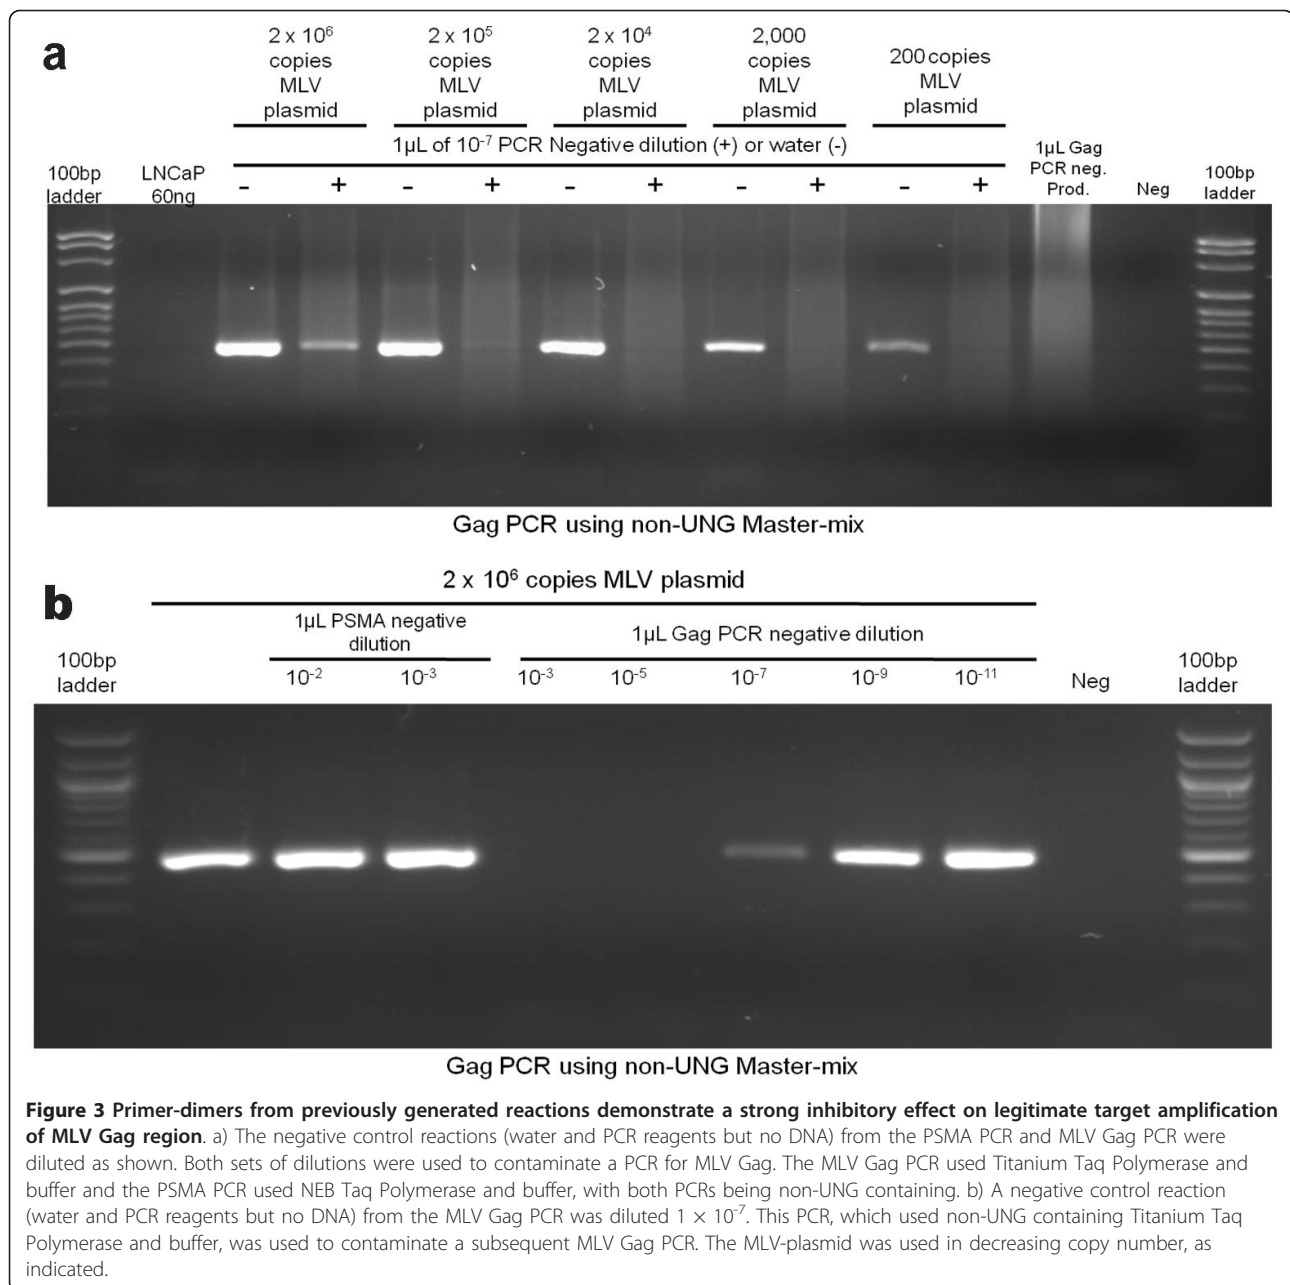 a
2 x 10⁶ copies MLV plasmid
2 x 10⁵ copies MLV plasmid
2 x 10⁴ copies MLV plasmid
2,000 copies MLV plasmid
200 copies MLV plasmid
1µL of 10⁻⁷ PCR Negative dilution (+) or water (-)
100bp ladder
LNCaP 60ng
- + - + - + - + - +
1µL Gag PCR neg. Prod.
Neg
100bp ladder
Gag PCR using non-UNG Master-mix
b
2 x 10⁶ copies MLV plasmid
1µL PSMA negative dilution
1µL Gag PCR negative dilution
100bp ladder
10⁻² 10⁻³ 10⁻³ 10⁻⁵ 10⁻⁷ 10⁻⁹ 10⁻¹¹
Neg
100bp ladder
Gag PCR using non-UNG Master-mix
Figure 3 Primer-dimers from previously generated reactions demonstrate a strong inhibitory effect on legitimate target amplification
of MLV Gag region. a) The negative control reactions (water and PCR reagents but no DNA) from the PSMA PCR and MLV Gag PCR were
diluted as shown. Both sets of dilutions were used to contaminate a PCR for MLV Gag. The MLV Gag PCR used Titanium Taq Polymerase and
buffer and the PSMA PCR used NEB Taq Polymerase and buffer, with both PCRs being non-UNG containing. b) A negative control reaction
(water and PCR reagents but no DNA) from the MLV Gag PCR was diluted 1 × 10⁻⁷. This PCR, which used non-UNG containing Titanium Taq
Polymerase and buffer, was used to contaminate a subsequent MLV Gag PCR. The MLV-plasmid was used in decreasing copy number, as
indicated.